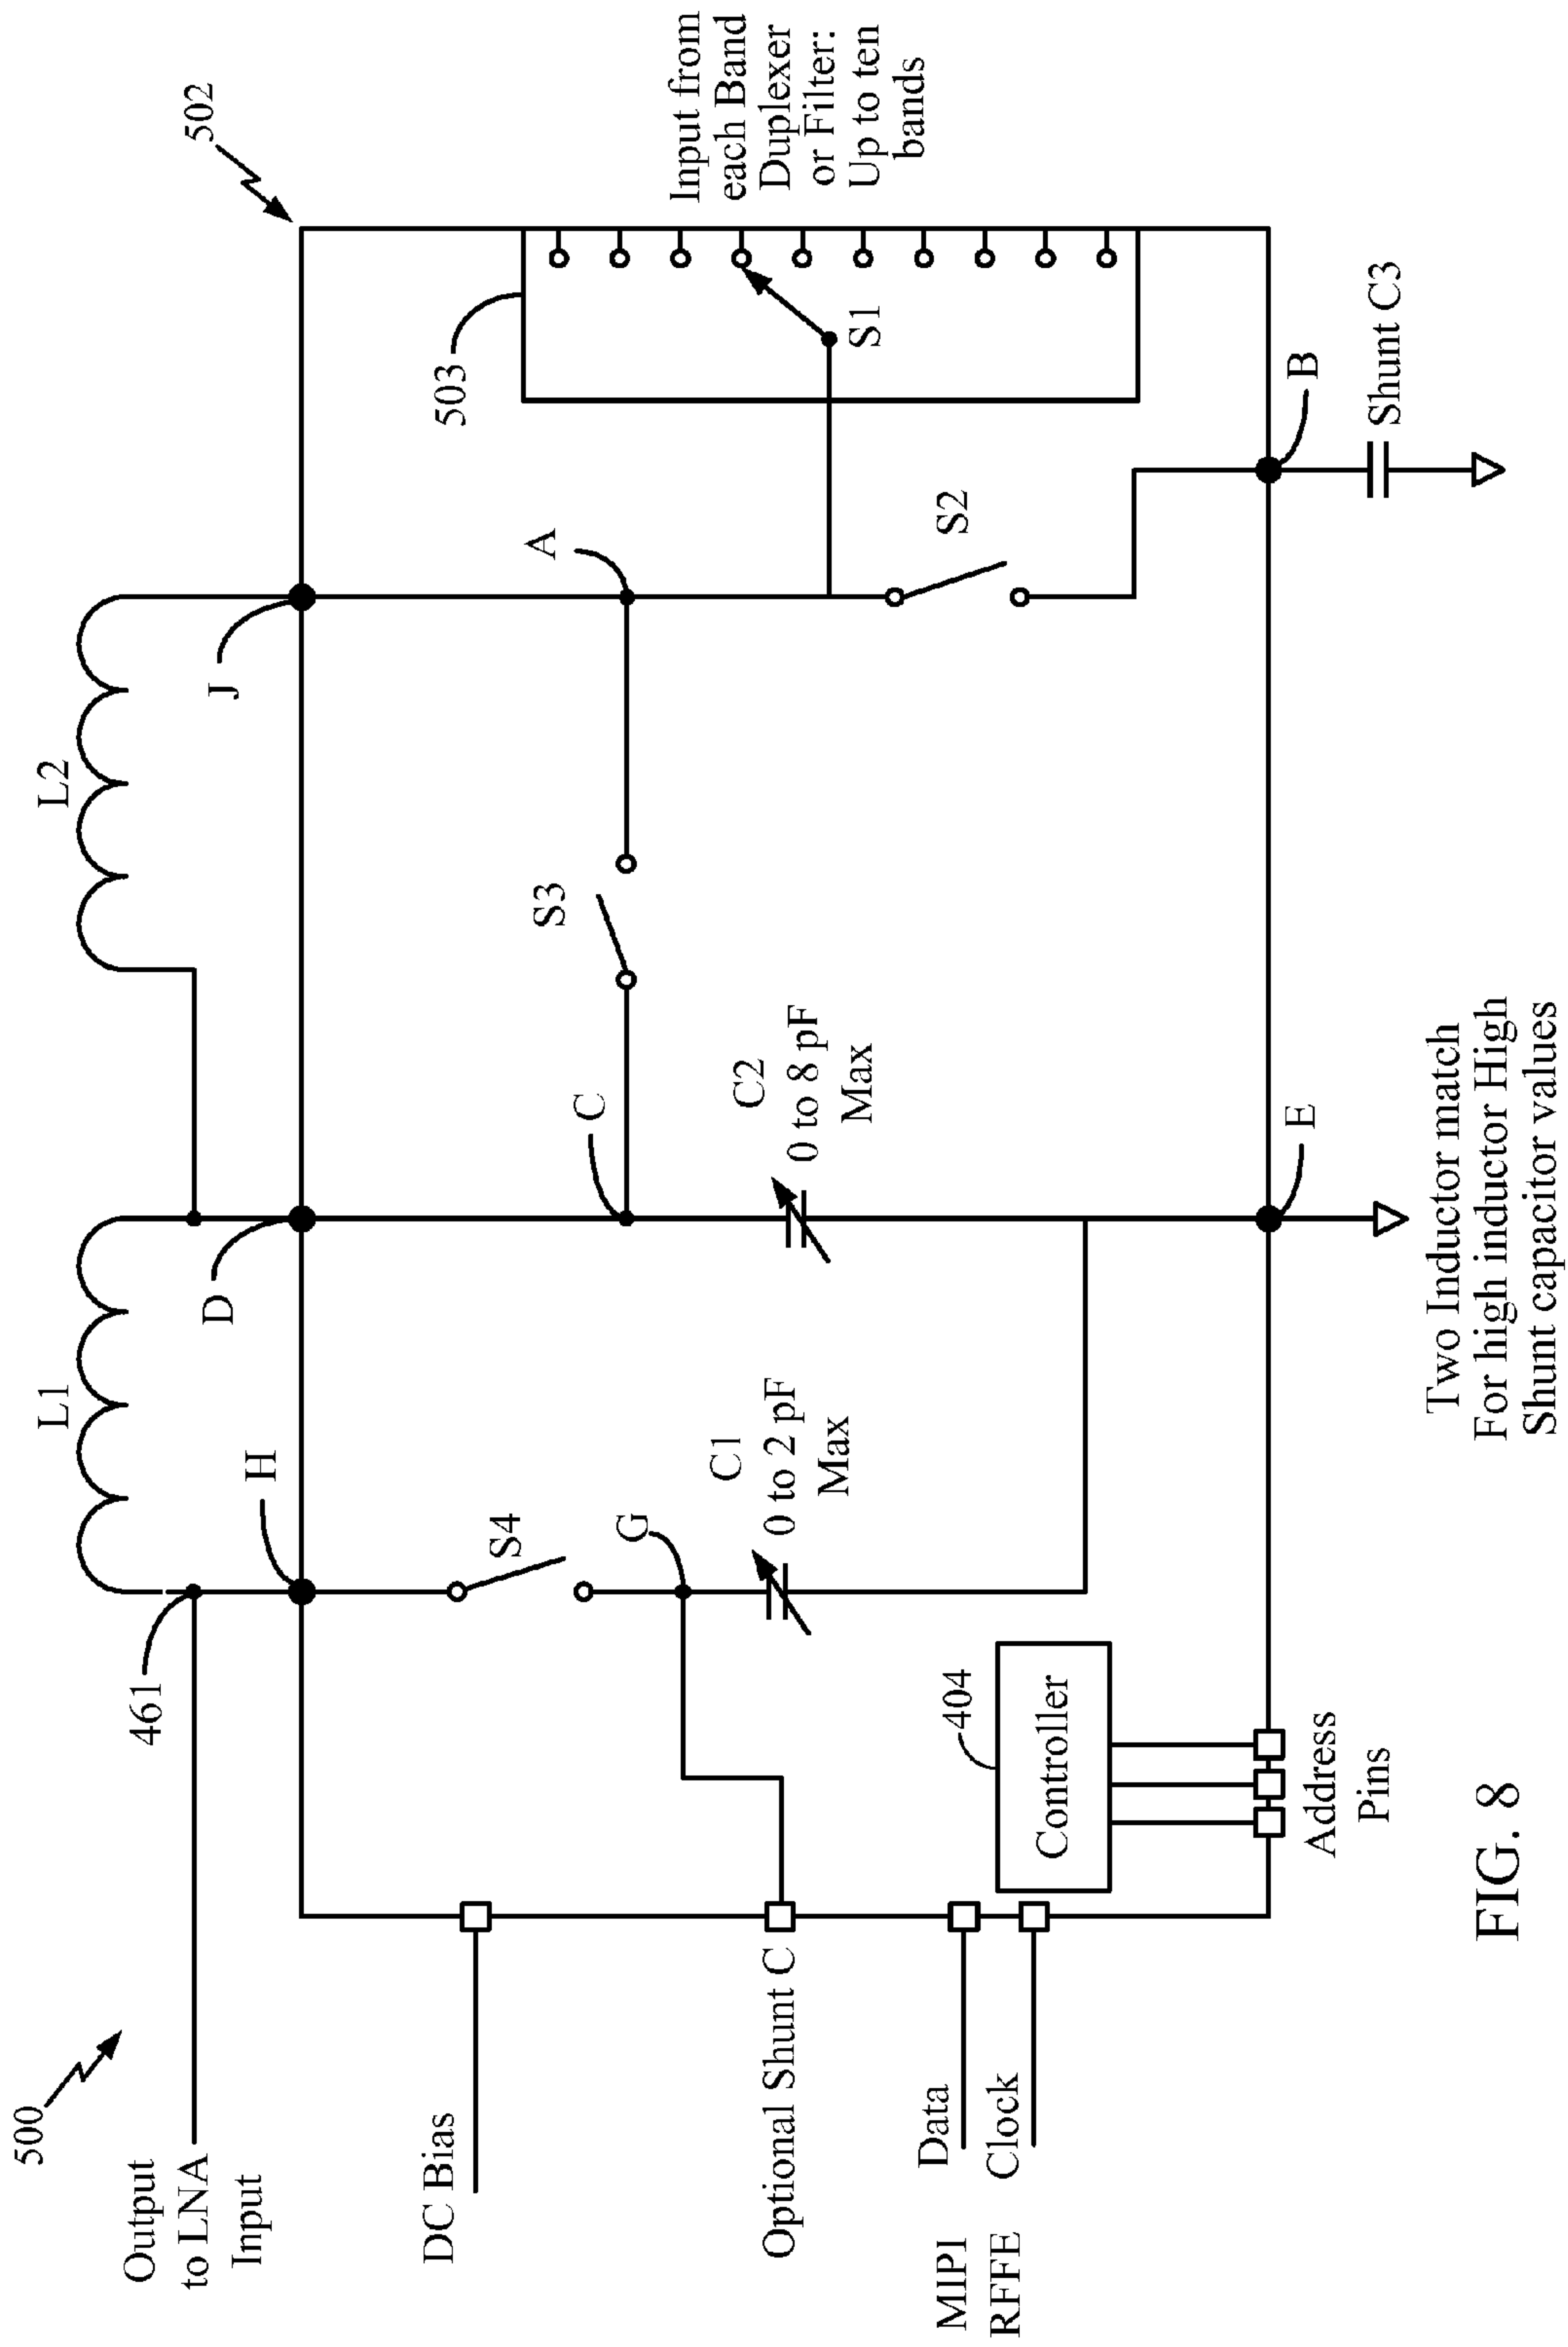 500
Output
to LNA
Input
461
H
L1
D
L2
J
502
DC Bias
S4
G
C
S3
A
503
Input from
each Band
Duplexer
or Filter:
Up to ten
bands
S1
Optional Shunt C
C1
0 to 2 pF
Max
C2
0 to 8 pF
Max
S2
MIPI
RFFE
Data
Clock
404
Controller
Address
Pins
E
B
Shunt C3
Two Inductor match
For high inductor High
Shunt capacitor values
FIG. 8